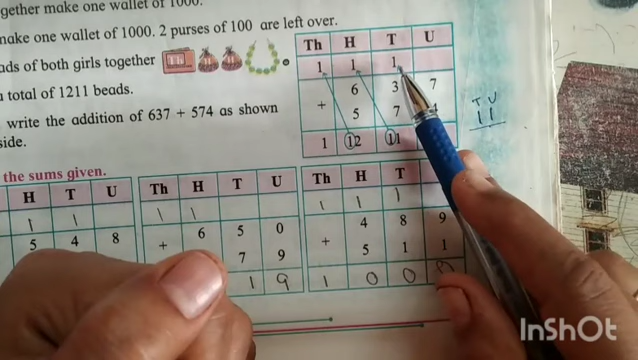 gether make one wallet of 1000.
make one wallet of 1000. 2 purses of 100 are left over.
ads of both girls together Th H H
total of 1211 beads.
write the addition of 637 + 574 as shown
side.
Th H T U
1 1 1
6 3 7
+ 5 7 4
1 12 11
T U
1 1
the sums given.
H T U
1 1
5 4 8
Th H T U
1 1
6 5 0
+ 7 9
1 9
Th H T
1 1 1
4 8 9
+ 5 1 1
1 0 0 0
InShOt